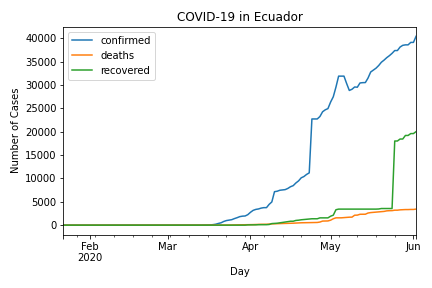 COVID-19 in Ecuador
confirmed
deaths
recovered
40000
35000
30000
25000
20000
15000
10000
5000
0
Number of Cases
Feb
2020
Mar
Apr
May
Jun
Day